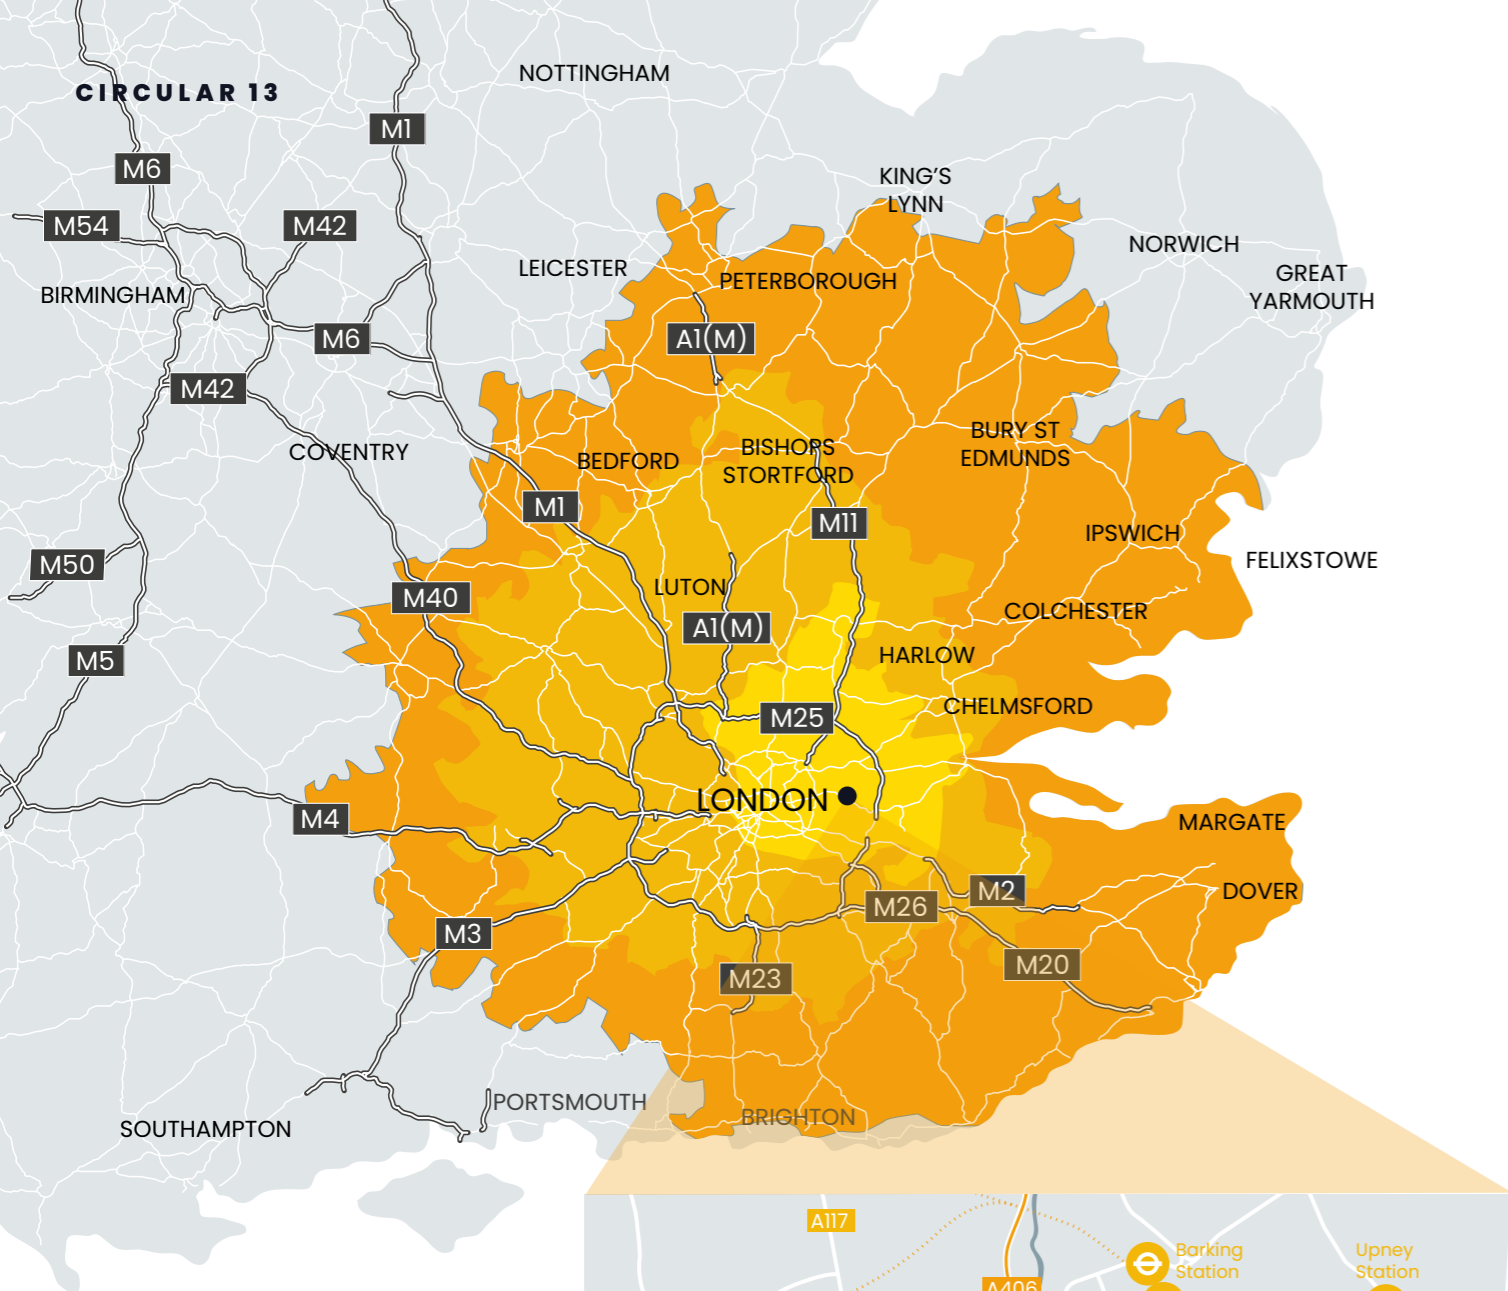 NOTTINGHAM
CIRCULAR 13
M1
M6
KING'S
LYNN
M54
M42
NORWICH
LEICESTER
GREAT
YARMOUTH
PETERBOROUGH
BIRMINGHAM
A1(M)
M6
M42
BURY ST
EDMUNDS
COVENTRY
BEDFORD
BISHOPS
STORTFORD
M1
M11
IPSWICH
FELIXSTOWE
M50
LUTON
M40
COLCHESTER
A1(M)
HARLOW
M5
CHELMSFORD
M25
LONDON
M4
MARGATE
M2
DOVER
M26
M3
M20
M23
PORTSMOUTH
BRIGHTON
SOUTHAMPTON
A117
Barking
Station
Upney
Station
A406